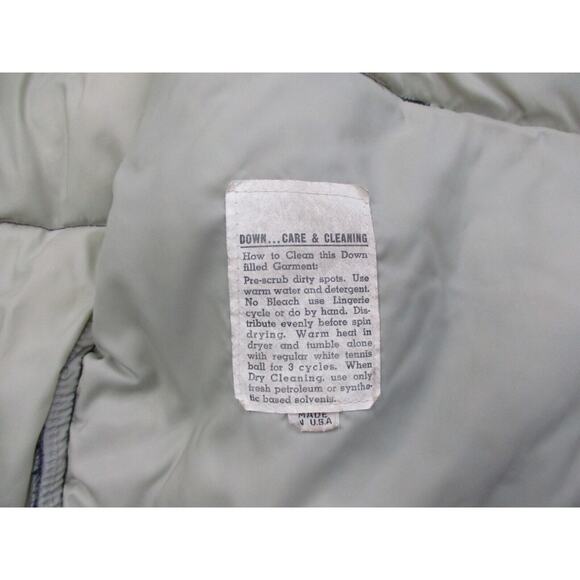 DOWN...CARE & CLEANING
How to Clean this Down
filled Garment:
Pre-scrub dirty spots. Use
warm water and detergent.
No Bleach use Lingerie
cycle or do by hand. Dis-
tribute evenly before spin
drying. Warm heat in
dryer and tumble alone
with regular white tennis
ball for 3 cycles. When
Dry Cleaning, use only
fresh petroleum or synthe-
tic based solvents.
MADE
IN U.S.A